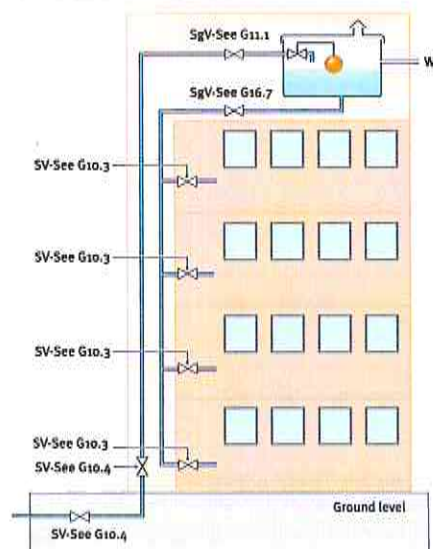 SgV-See G11.1
W
SgV-See G16.7
SV-See G10.3
SV-See G10.3
SV-See G10.3
SV-See G10.3
SV-See G10.4
Ground level
SV-See G10.4